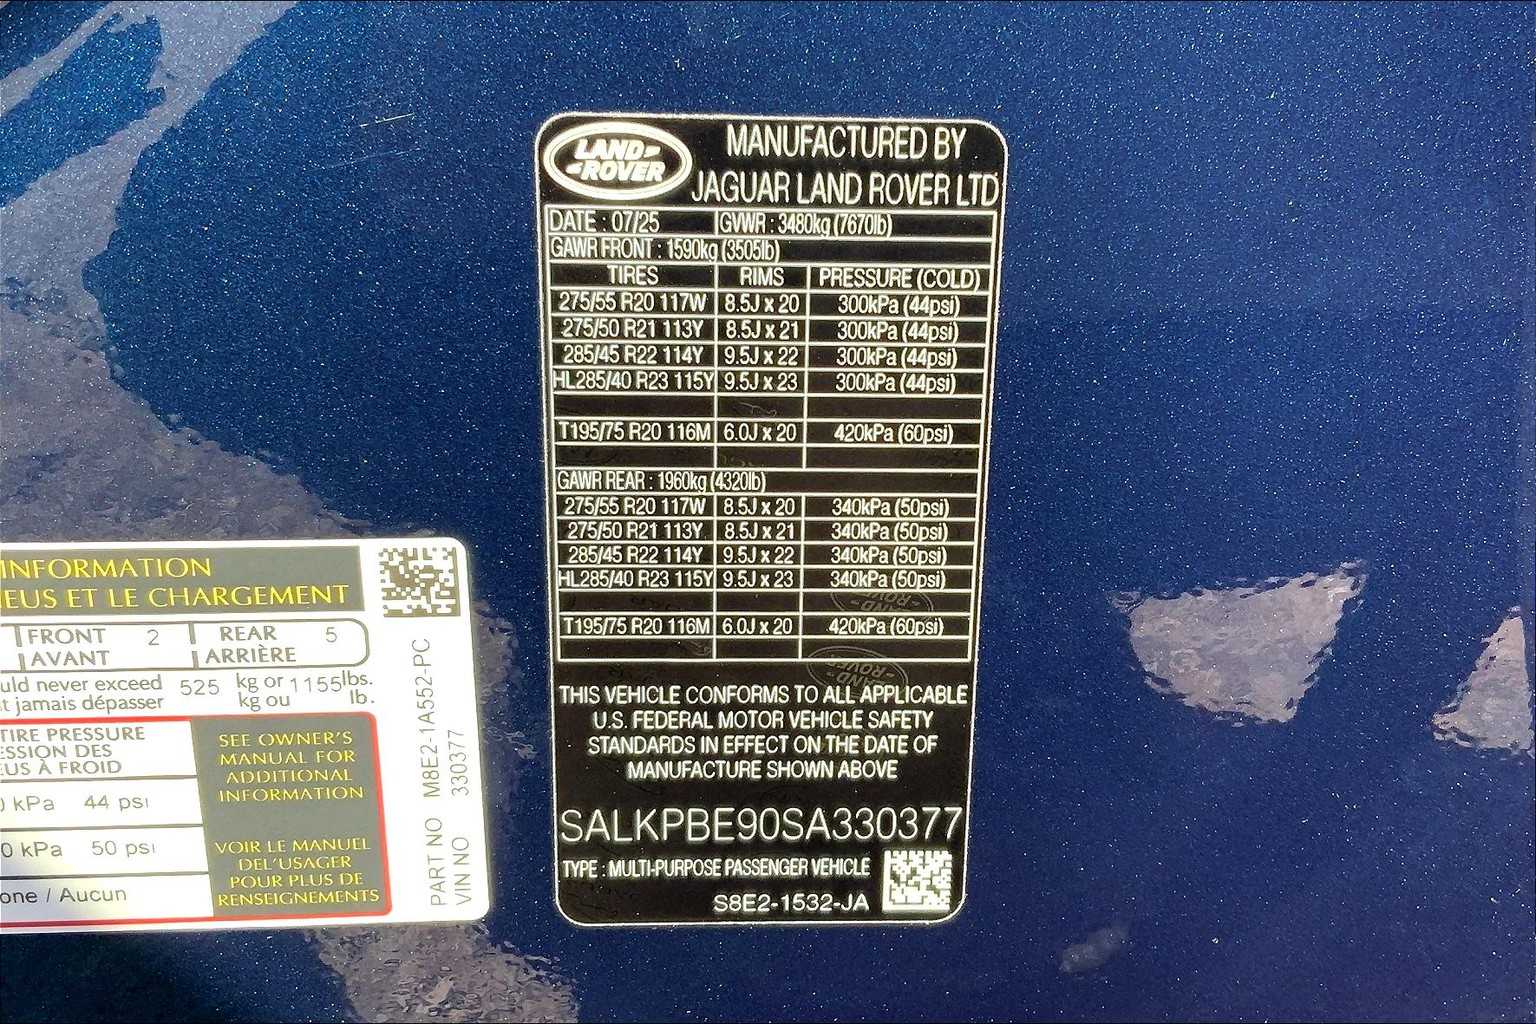 LAND-
-ROVER
MANUFACTURED BY
JAGUAR LAND ROVER LTD
DATE : 07/25 GVWR : 3480kg (7670lb)
GAWR FRONT : 1590kg (3505lb)
TIRES RIMS PRESSURE (COLD)
275/55 R20 117W 8.5J x 20 300kPa (44psi)
275/50 R21 113Y 8.5J x 21 300kPa (44psi)
285/45 R22 114Y 9.5J x 22 300kPa (44psi)
HL285/40 R23 115Y 9.5J x 23 300kPa (44psi)
T195/75 R20 116M 6.0J x 20 420kPa (60psi)
GAWR REAR : 1960kg (4320lb)
275/55 R20 117W 8.5J x 20 340kPa (50psi)
275/50 R21 113Y 8.5J x 21 340kPa (50psi)
285/45 R22 114Y 9.5J x 22 340kPa (50psi)
HL285/40 R23 115Y 9.5J x 23 340kPa (50psi)
T195/75 R20 116M 6.0J x 20 420kPa (60psi)
THIS VEHICLE CONFORMS TO ALL APPLICABLE
U.S. FEDERAL MOTOR VEHICLE SAFETY
STANDARDS IN EFFECT ON THE DATE OF
MANUFACTURE SHOWN ABOVE
SALKPBE90SA330377
TYPE : MULTI-PURPOSE PASSENGER VEHICLE
S8E2-1532-JA
INFORMATION
EUS ET LE CHARGEMENT
FRONT 2 REAR 5
AVANT ARRIÈRE
uld never exceed 525 kg or 1155 lbs.
t jamais dépasser kg ou lb.
TIRE PRESSURE
ESSION DES
EUS À FROID
0 kPa 44 psi
0 kPa 50 psi
one / Aucun
SEE OWNER'S
MANUAL FOR
ADDITIONAL
INFORMATION
VOIR LE MANUEL
DEL'USAGER
POUR PLUS DE
RENSEIGNEMENTS
PART NO M8E2-1A552-PC
VIN NO 330377